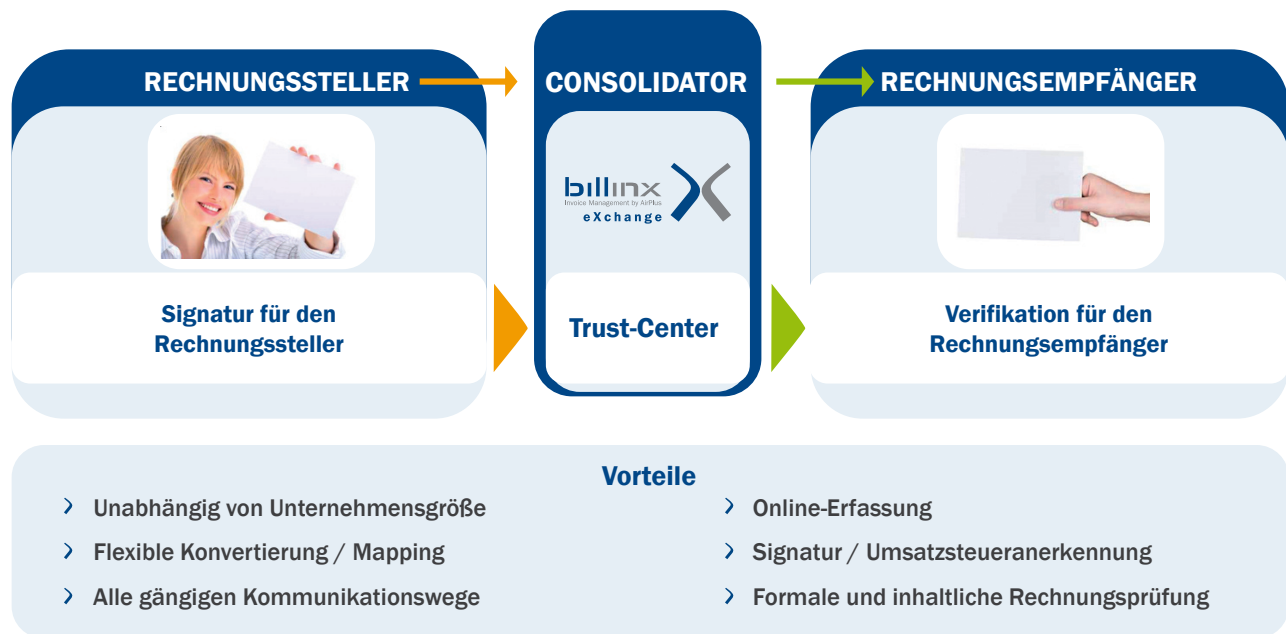 RECHNUNGSSTELLER
CONSOLIDATOR
RECHNUNGSEMPFÄNGER
billinx
Invoice Management by AirPlus
eXchange
Signatur für den
Rechnungssteller
Trust-Center
Verifikation für den
Rechnungsempfänger
Vorteile
Unabhängig von Unternehmensgröße
Flexible Konvertierung / Mapping
Alle gängigen Kommunikationswege
Online-Erfassung
Signatur / Umsatzsteueranerkennung
Formale und inhaltliche Rechnungsprüfung